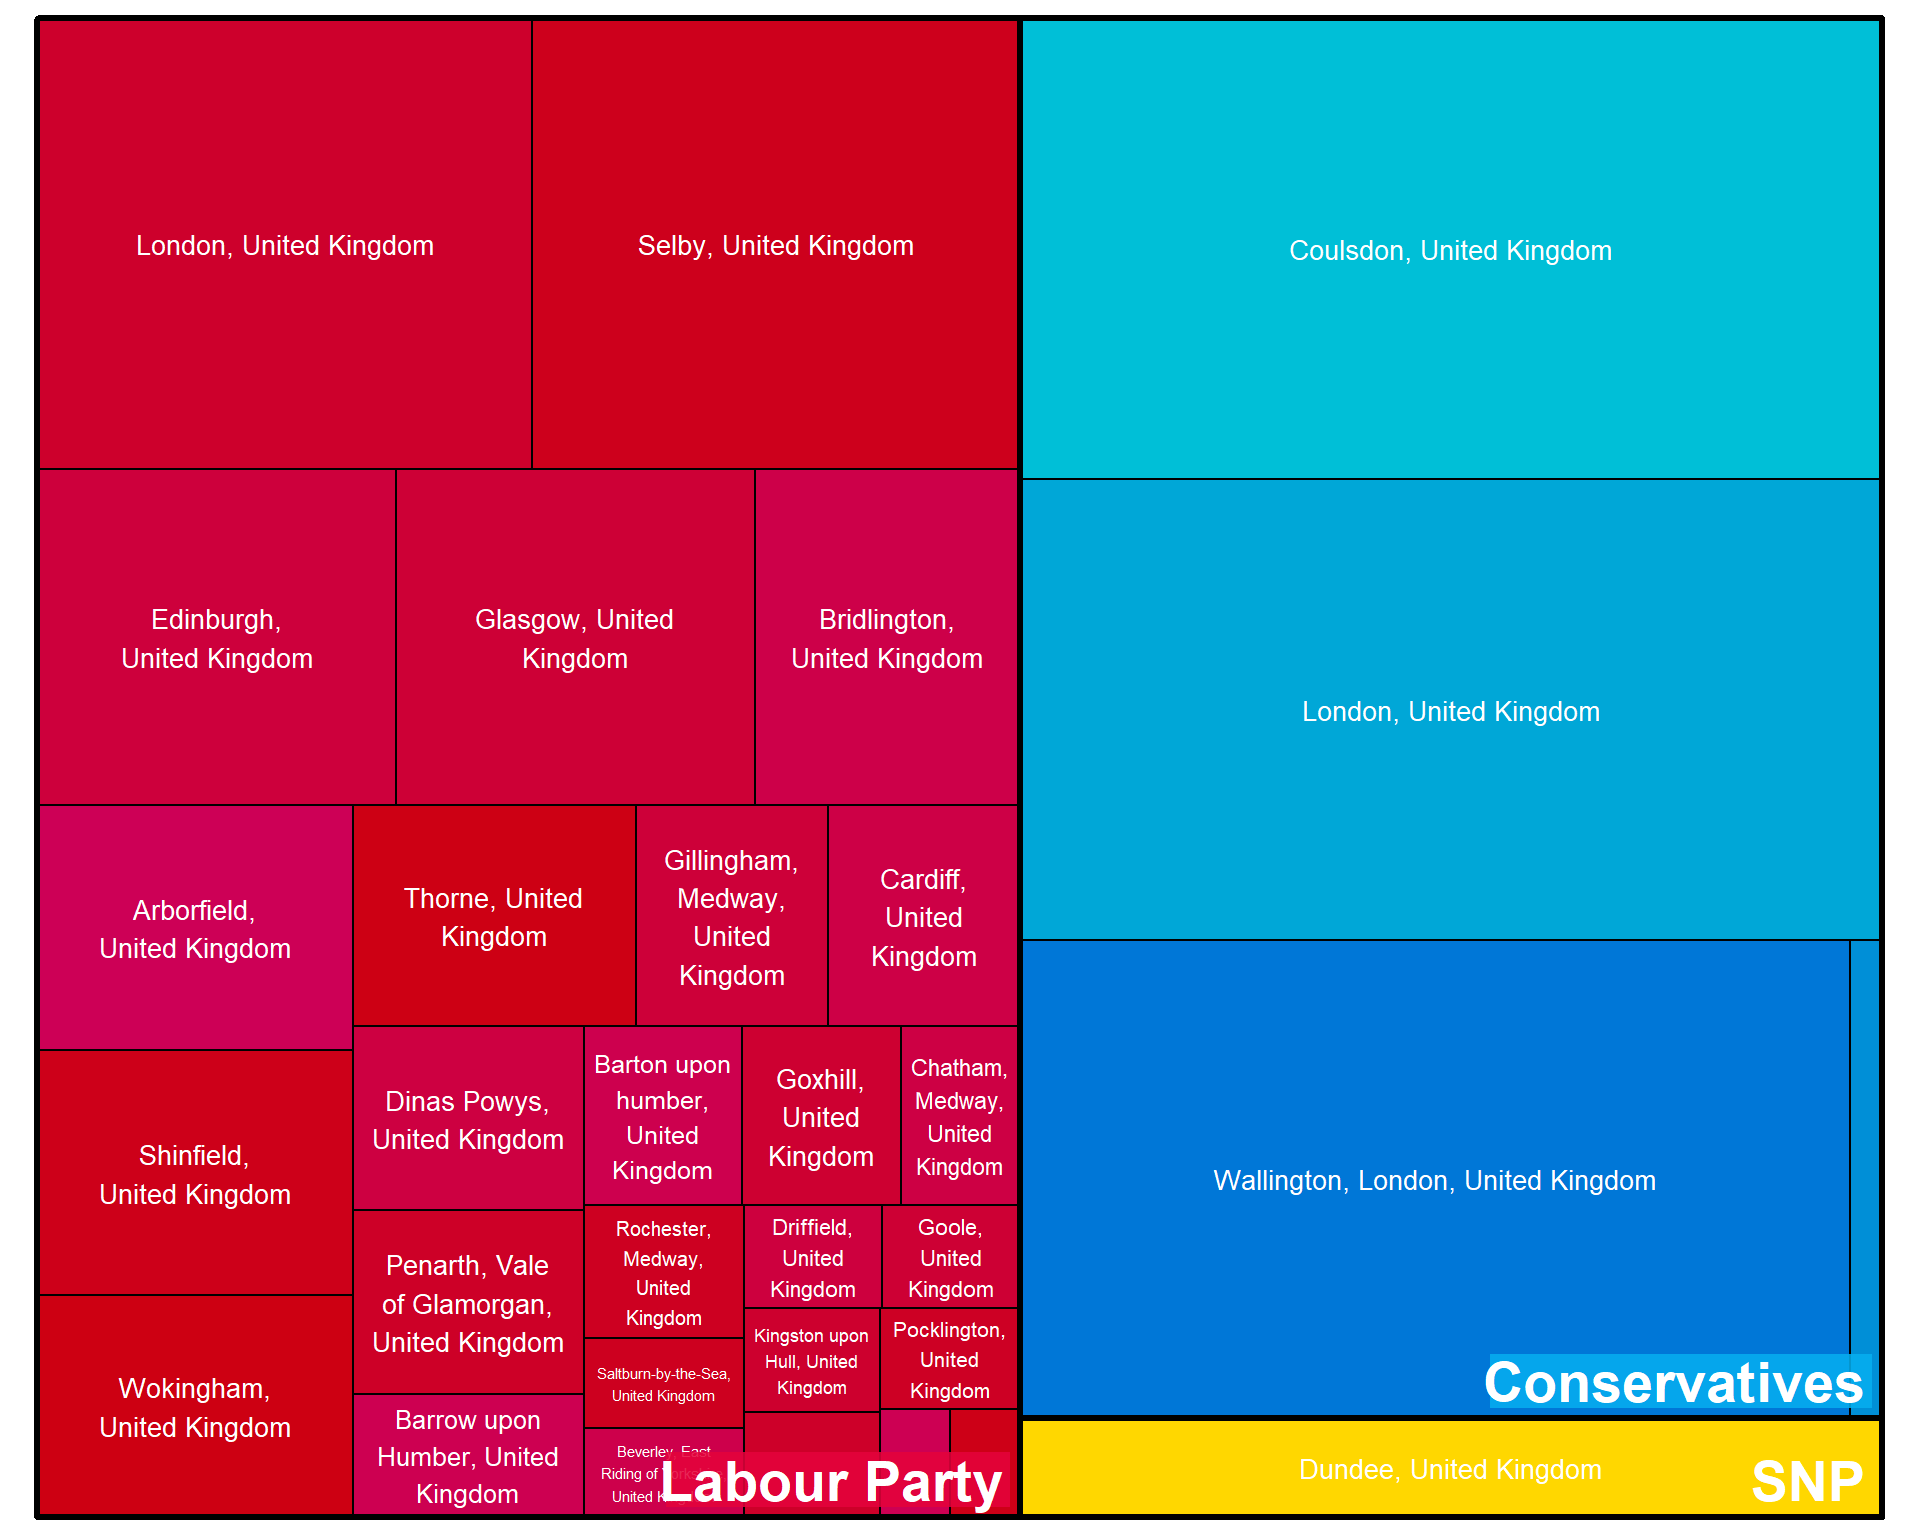 London, United Kingdom
Selby, United Kingdom
Edinburgh,
United Kingdom
Glasgow, United
Kingdom
Bridlington,
United Kingdom
Arborfield,
United Kingdom
Thorne, United
Kingdom
Gillingham,
Medway,
United
Kingdom
Cardiff,
United
Kingdom
Shinfield,
United Kingdom
Wokingham,
United Kingdom
Dinas Powys,
United Kingdom
Barton upon
humber,
United
Kingdom
Goxhill,
United
Kingdom
Chatham,
Medway,
United
Kingdom
Penarth, Vale
of Glamorgan,
United Kingdom
Barrow upon
Humber, United
Kingdom
Rochester,
Medway,
United
Kingdom
Driffield,
United
Kingdom
Goole,
United
Kingdom
Saltburn-by-the-Sea,
United Kingdom
Kingston upon
Hull, United
Kingdom
Pocklington,
United
Kingdom
Beverley, East
Riding of
United
Labour Party
Coulsdon, United Kingdom
London, United Kingdom
Wallington, London, United Kingdom
Conservatives
Dundee, United Kingdom
SNP